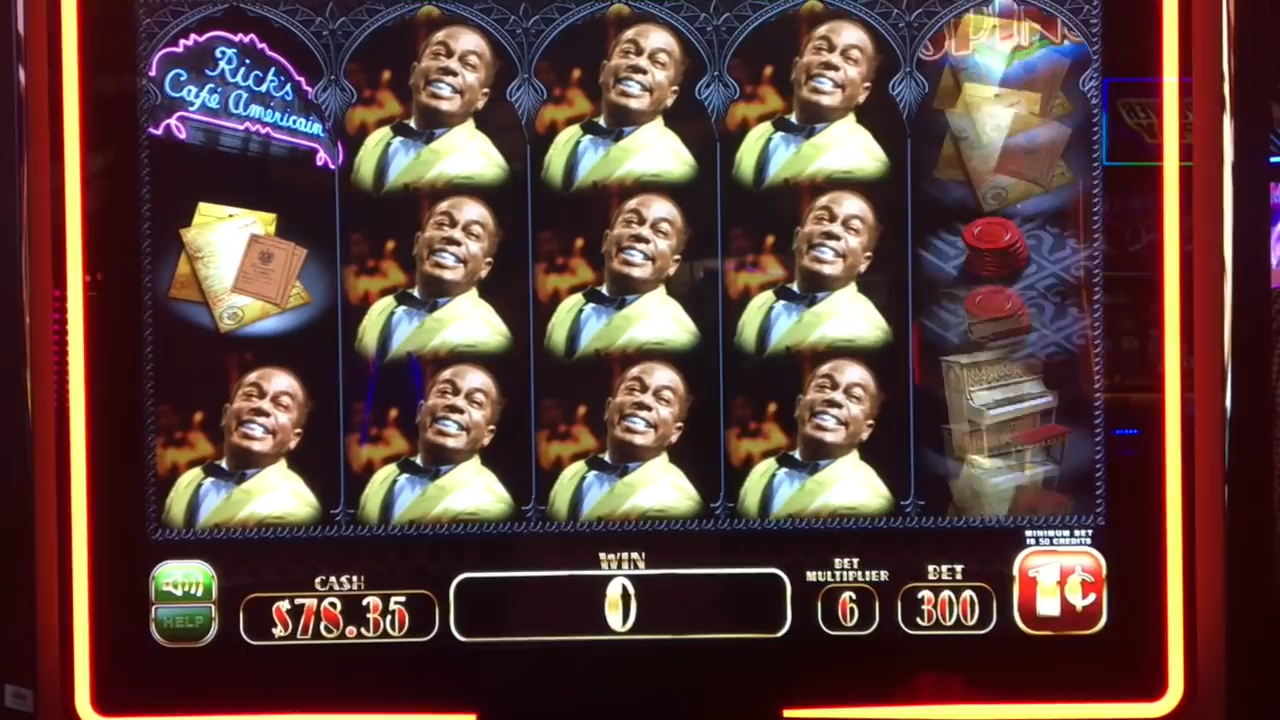 Rick's
Café Américain
SPINS
MINIMUM BET
IS 50 CREDITS
WIN
BET
MULTIPLIER
BET
CASH
$78.35
0
6
300
1¢
HELP